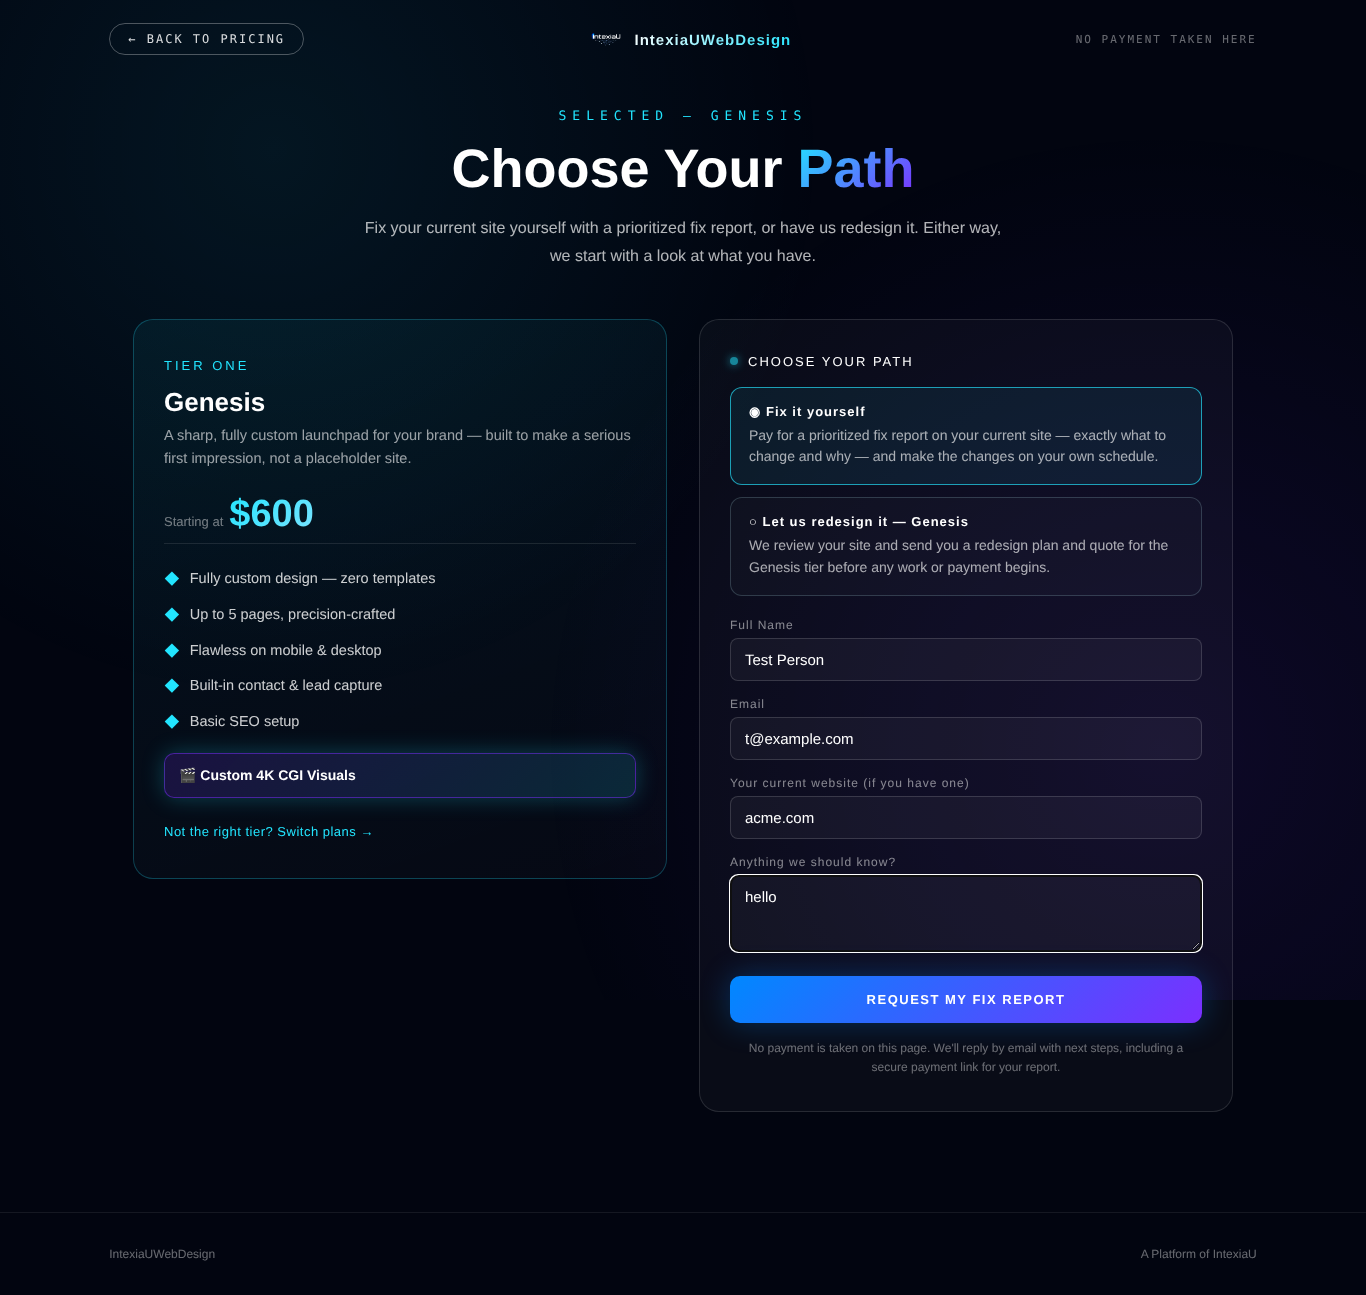 ← BACK TO PRICING
IntexiaU
IntexiaUWebDesign
NO PAYMENT TAKEN HERE
SELECTED — GENESIS
Choose Your Path
Fix your current site yourself with a prioritized fix report, or have us redesign it. Either way,
we start with a look at what you have.
TIER ONE
Genesis
A sharp, fully custom launchpad for your brand — built to make a serious
first impression, not a placeholder site.
Starting at $600
Fully custom design — zero templates
Up to 5 pages, precision-crafted
Flawless on mobile & desktop
Built-in contact & lead capture
Basic SEO setup
🎬 Custom 4K CGI Visuals
Not the right tier? Switch plans →
CHOOSE YOUR PATH
◉ Fix it yourself
Pay for a prioritized fix report on your current site — exactly what to
change and why — and make the changes on your own schedule.
○ Let us redesign it — Genesis
We review your site and send you a redesign plan and quote for the
Genesis tier before any work or payment begins.
Full Name
Test Person
Email
t@example.com
Your current website (if you have one)
acme.com
Anything we should know?
hello
REQUEST MY FIX REPORT
No payment is taken on this page. We'll reply by email with next steps, including a
secure payment link for your report.
IntexiaUWebDesign
A Platform of IntexiaU